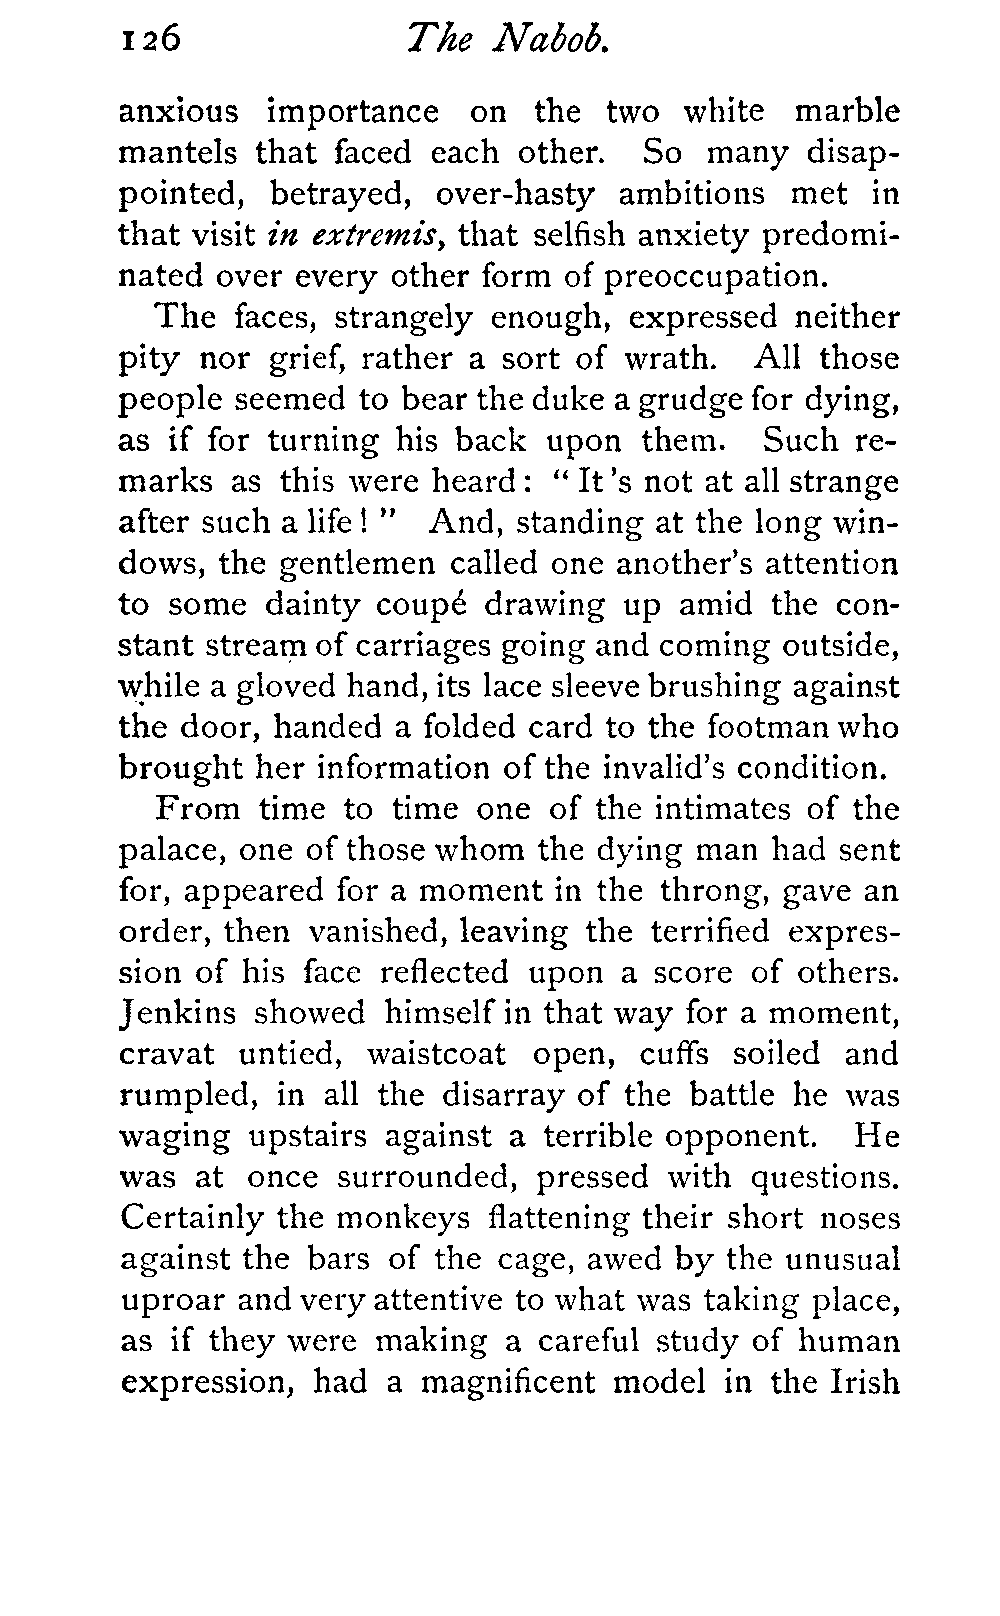 126 The Nabob.
anxious importance on the two white marble
mantels that faced each other. So many disap-
pointed, betrayed, over-hasty ambitions met in
that visit in extremis, that selfish anxiety predomi-
nated over every other form of preoccupation.
The faces, strangely enough, expressed neither
pity nor grief, rather a sort of wrath. All those
people seemed to bear the duke a grudge for dying,
as if for turning his back upon them. Such re-
marks as this were heard: "It's not at all strange
after such a life!" And, standing at the long win-
dows, the gentlemen called one another's attention
to some dainty coupé drawing up amid the con-
stant stream of carriages going and coming outside,
while a gloved hand, its lace sleeve brushing against
the door, handed a folded card to the footman who
brought her information of the invalid's condition.
From time to time one of the intimates of the
palace, one of those whom the dying man had sent
for, appeared for a moment in the throng, gave an
order, then vanished, leaving the terrified expres-
sion of his face reflected upon a score of others.
Jenkins showed himself in that way for a moment,
cravat untied, waistcoat open, cuffs soiled and
rumpled, in all the disarray of the battle he was
waging upstairs against a terrible opponent. He
was at once surrounded, pressed with questions.
Certainly the monkeys flattening their short noses
against the bars of the cage, awed by the unusual
uproar and very attentive to what was taking place,
as if they were making a careful study of human
expression, had a magnificent model in the Irish